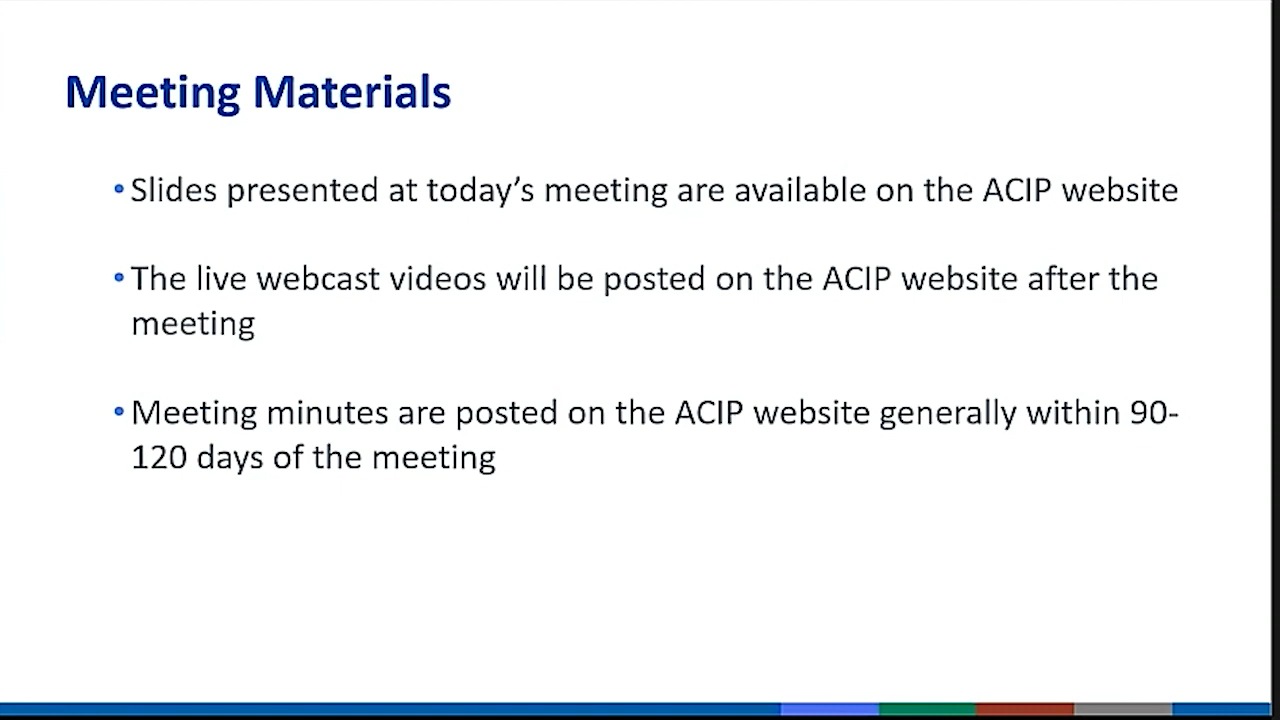 Meeting Materials
•Slides presented at today’s meeting are available on the ACIP website
•The live webcast videos will be posted on the ACIP website after the
meeting
•Meeting minutes are posted on the ACIP website generally within 90-
120 days of the meeting